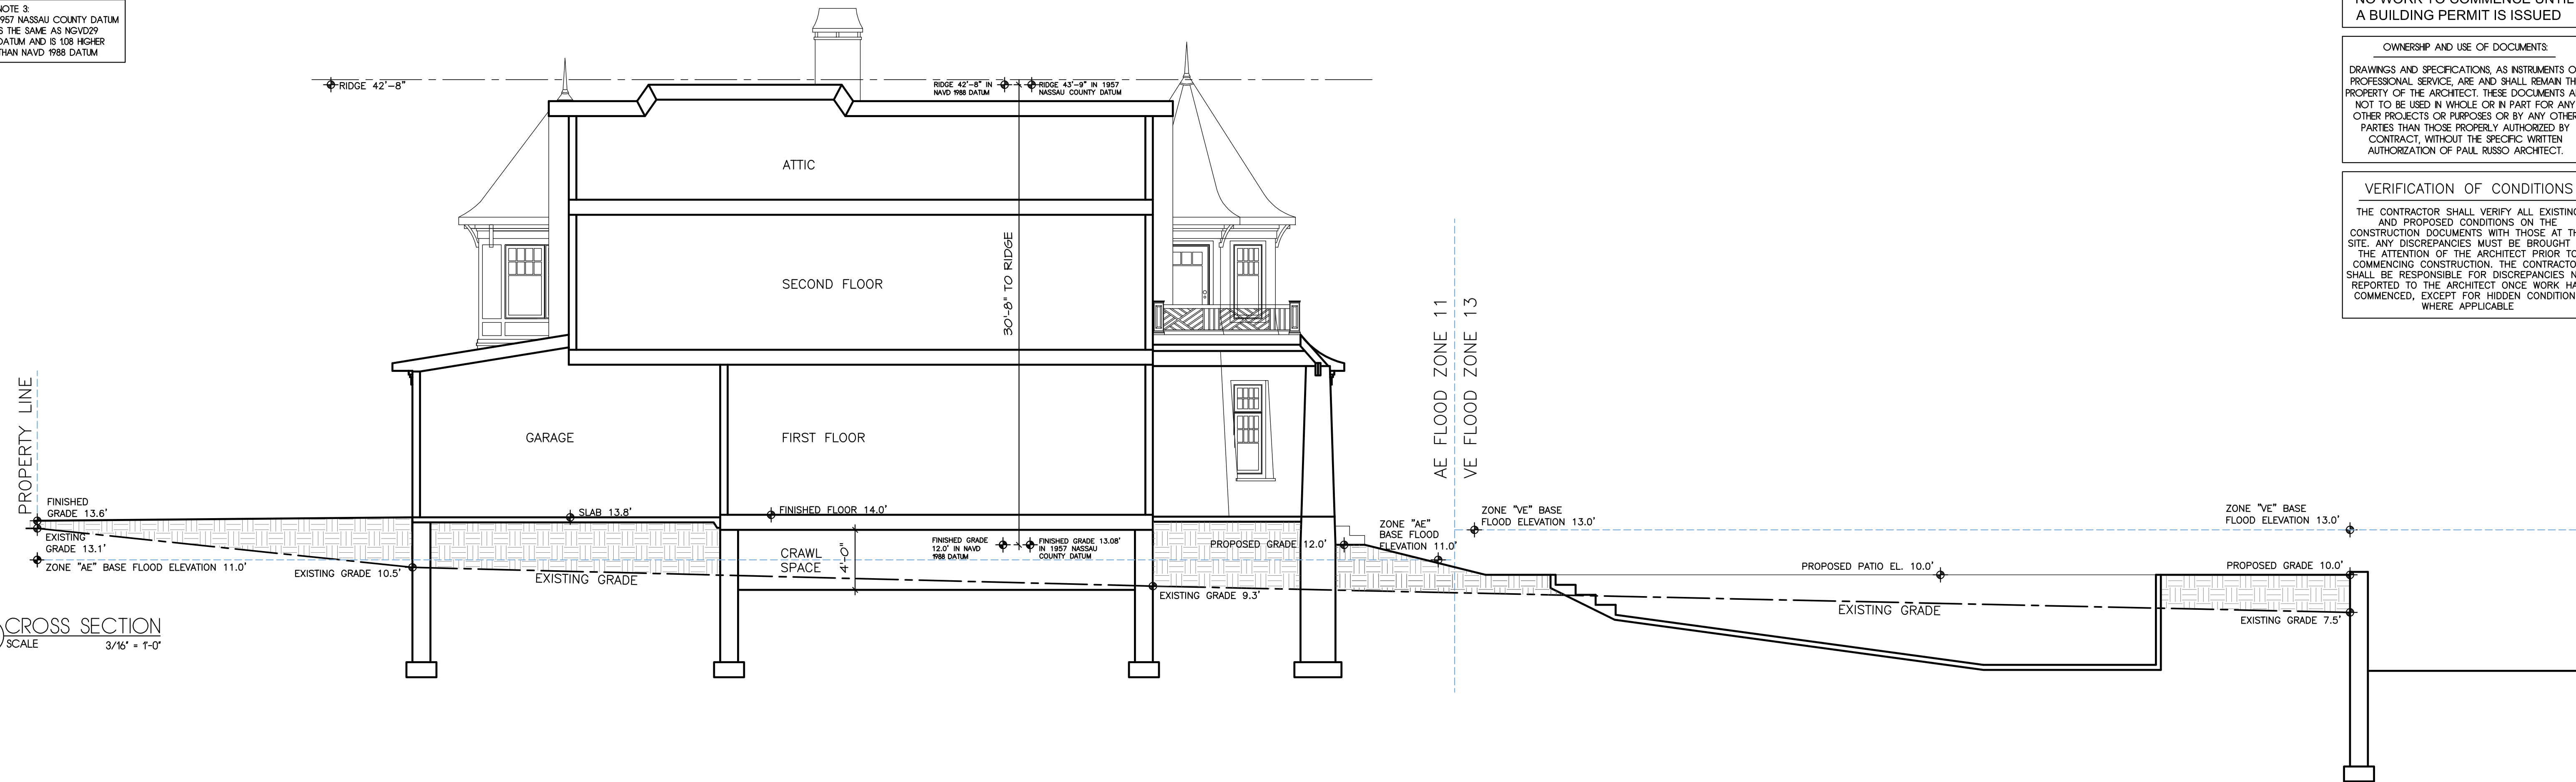 NOTE 3:
1957 NASSAU COUNTY DATUM
IS THE SAME AS NGVD29
DATUM AND IS 1.08 HIGHER
THAN NAVD 1988 DATUM
NO WORK TO COMMENCE UNTIL
A BUILDING PERMIT IS ISSUED
OWNERSHIP AND USE OF DOCUMENTS:
DRAWINGS AND SPECIFICATIONS, AS INSTRUMENTS O
PROFESSIONAL SERVICE, ARE AND SHALL REMAIN TH
PROPERTY OF THE ARCHITECT. THESE DOCUMENTS A
NOT TO BE USED IN WHOLE OR IN PART FOR ANY
OTHER PROJECTS OR PURPOSES OR BY ANY OTHER
PARTIES THAN THOSE PROPERLY AUTHORIZED BY
CONTRACT, WITHOUT THE SPECIFIC WRITTEN
AUTHORIZATION OF PAUL RUSSO ARCHITECT.
VERIFICATION OF CONDITIONS
THE CONTRACTOR SHALL VERIFY ALL EXISTING
AND PROPOSED CONDITIONS ON THE
CONSTRUCTION DOCUMENTS WITH THOSE AT TH
SITE. ANY DISCREPANCIES MUST BE BROUGHT
THE ATTENTION OF THE ARCHITECT PRIOR TO
COMMENCING CONSTRUCTION. THE CONTRACTO
SHALL BE RESPONSIBLE FOR DISCREPANCIES N
REPORTED TO THE ARCHITECT ONCE WORK HA
COMMENCED, EXCEPT FOR HIDDEN CONDITION
WHERE APPLICABLE
RIDGE 42'-8"
RIDGE 42'-8" IN
NAVD 1988 DATUM
RIDGE 43'-9" IN 1957
NASSAU COUNTY DATUM
ATTIC
SECOND FLOOR
30'-8" TO RIDGE
GARAGE
FIRST FLOOR
AE FLOOD ZONE 11
VE FLOOD ZONE 13
PROPERTY LINE
FINISHED
GRADE 13.6'
EXISTING
GRADE 13.1'
ZONE "AE" BASE FLOOD ELEVATION 11.0'
EXISTING GRADE 10.5'
SLAB 13.8'
EXISTING GRADE
FINISHED FLOOR 14.0'
CRAWL
SPACE
4'-0"
FINISHED GRADE
12.0' IN NAVD
1988 DATUM
FINISHED GRADE 13.08'
IN 1957 NASSAU
COUNTY DATUM
EXISTING GRADE 9.3'
PROPOSED GRADE 12.0'
ZONE "AE"
BASE FLOOD
ELEVATION 11.0'
ZONE "VE" BASE
FLOOD ELEVATION 13.0'
PROPOSED PATIO EL. 10.0'
EXISTING GRADE
ZONE "VE" BASE
FLOOD ELEVATION 13.0'
PROPOSED GRADE 10.0'
EXISTING GRADE 7.5'
CROSS SECTION
SCALE 3/16" = 1'-0"